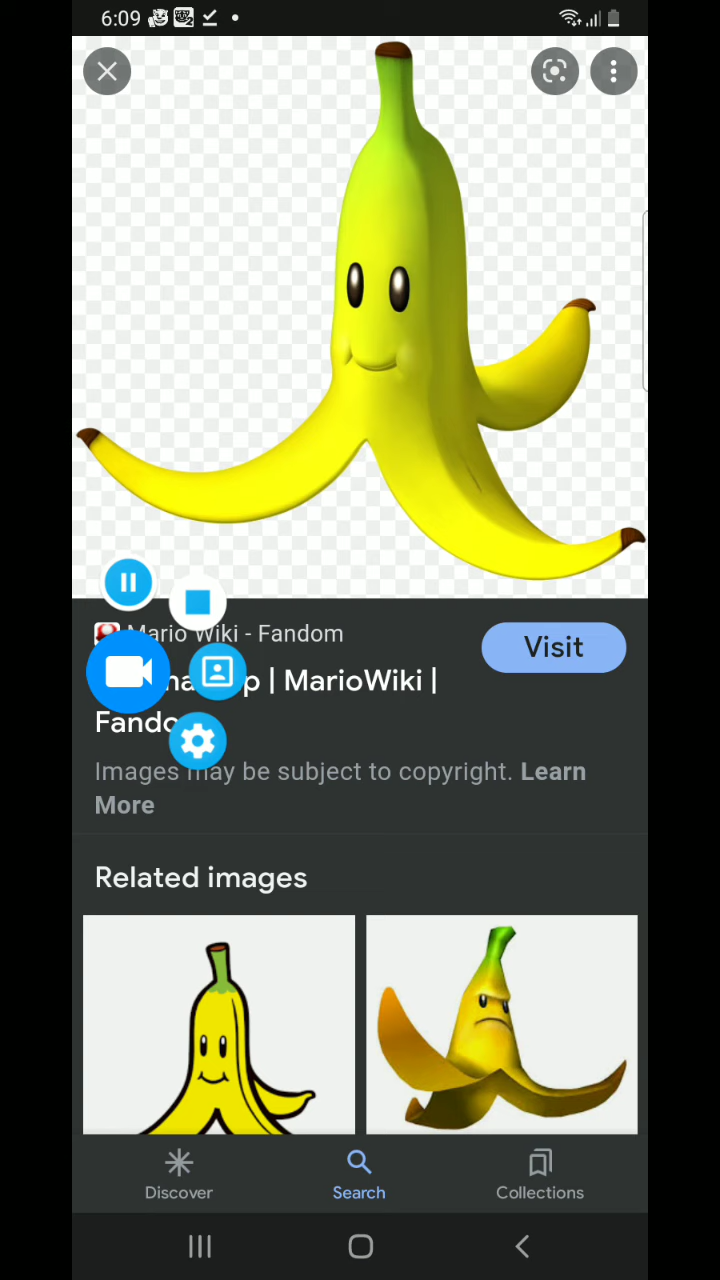 6:09
Mario Wiki - Fandom
Visit
p | MarioWiki |
Images may be subject to copyright. Learn
More
Related images
Discover
Search
Collections